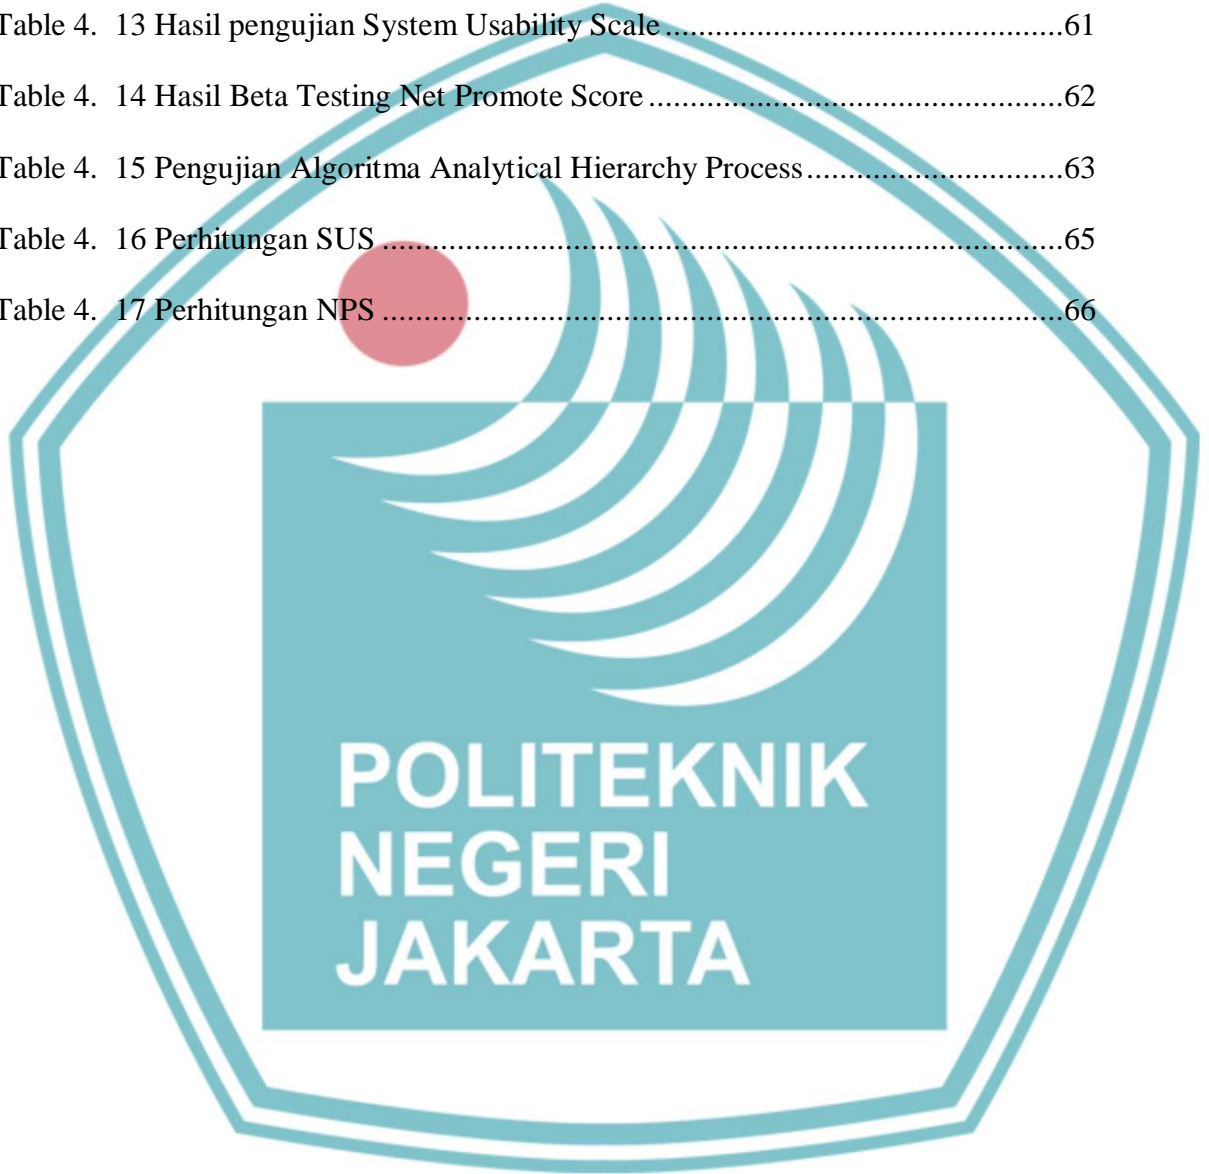 Table 4. 13 Hasil pengujian System Usability Scale..................................................61
Table 4. 14 Hasil Beta Testing Net Promote Score....................................................62
Table 4. 15 Pengujian Algoritma Analytical Hierarchy Process................................63
Table 4. 16 Perhitungan SUS.....................................................................................65
Table 4. 17 Perhitungan NPS.....................................................................................66
POLITEKNIK
NEGERI
JAKARTA